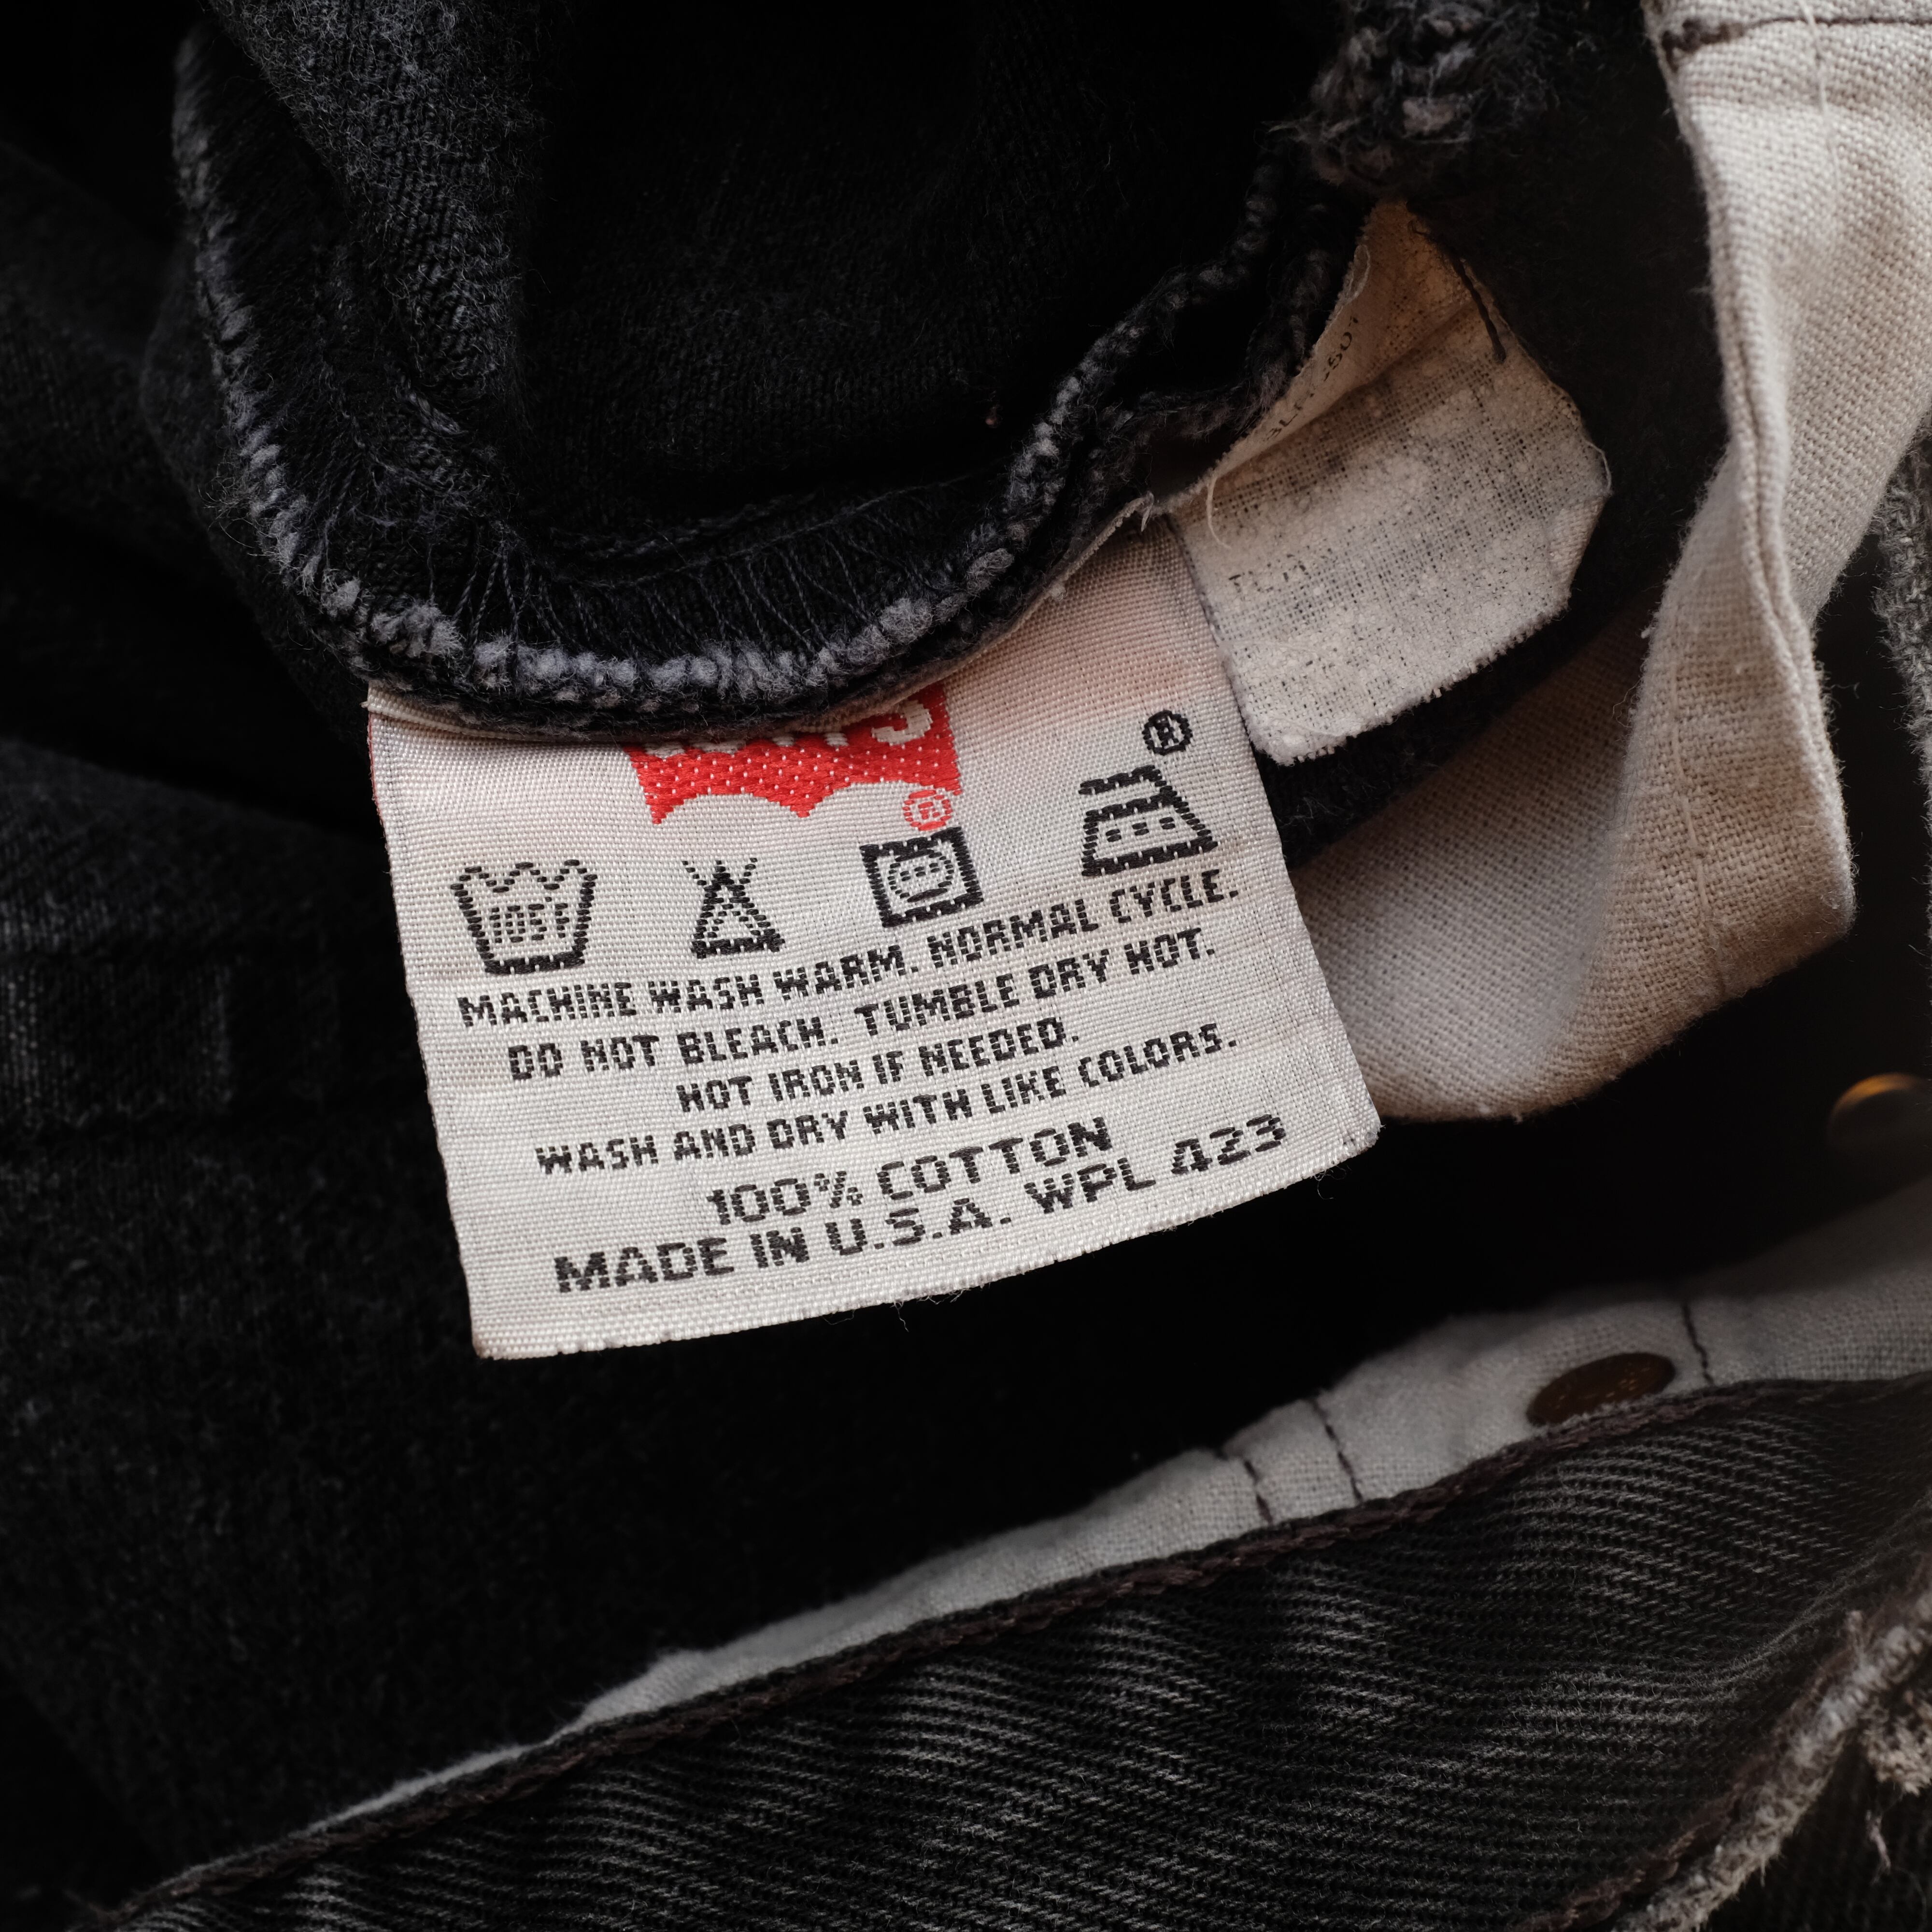 ®
®
105F
MACHINE WASH WARM. NORMAL CYCLE.
DO NOT BLEACH. TUMBLE DRY HOT.
HOT IRON IF NEEDED.
WASH AND DRY WITH LIKE COLORS.
100% COTTON
MADE IN U.S.A. WPL 423